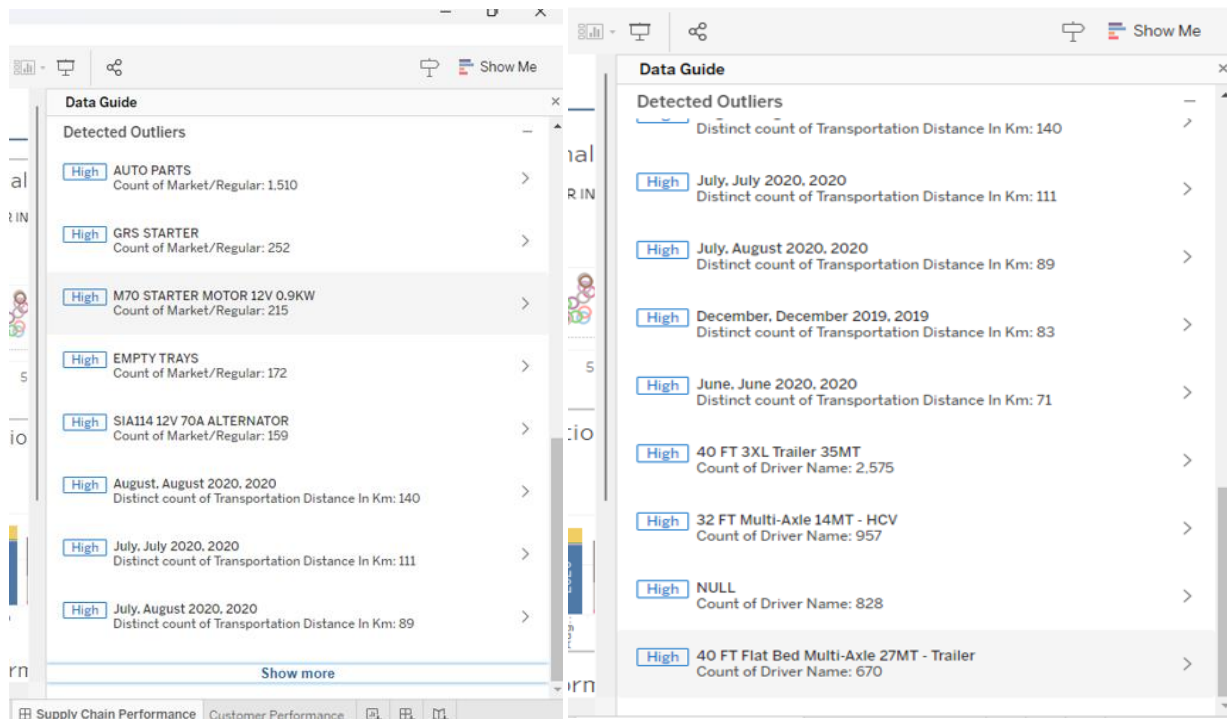 Show Me
Data Guide
Detected Outliers
High AUTO PARTS
Count of Market/Regular: 1,510
High GRS STARTER
Count of Market/Regular: 252
High M70 STARTER MOTOR 12V 0.9KW
Count of Market/Regular: 215
High EMPTY TRAYS
Count of Market/Regular: 172
High SIA114 12V 70A ALTERNATOR
Count of Market/Regular: 159
High August, August 2020, 2020
Distinct count of Transportation Distance In Km: 140
High July, July 2020, 2020
Distinct count of Transportation Distance In Km: 111
High July, August 2020, 2020
Distinct count of Transportation Distance In Km: 89
Show more
Supply Chain Performance Customer Performance
Show Me
Data Guide
Detected Outliers
Distinct count of Transportation Distance In Km: 140
High July, July 2020, 2020
Distinct count of Transportation Distance In Km: 111
High July, August 2020, 2020
Distinct count of Transportation Distance In Km: 89
High December, December 2019, 2019
Distinct count of Transportation Distance In Km: 83
High June, June 2020, 2020
Distinct count of Transportation Distance In Km: 71
High 40 FT 3XL Trailer 35MT
Count of Driver Name: 2,575
High 32 FT Multi-Axle 14MT - HCV
Count of Driver Name: 957
High NULL
Count of Driver Name: 828
High 40 FT Flat Bed Multi-Axle 27MT - Trailer
Count of Driver Name: 670